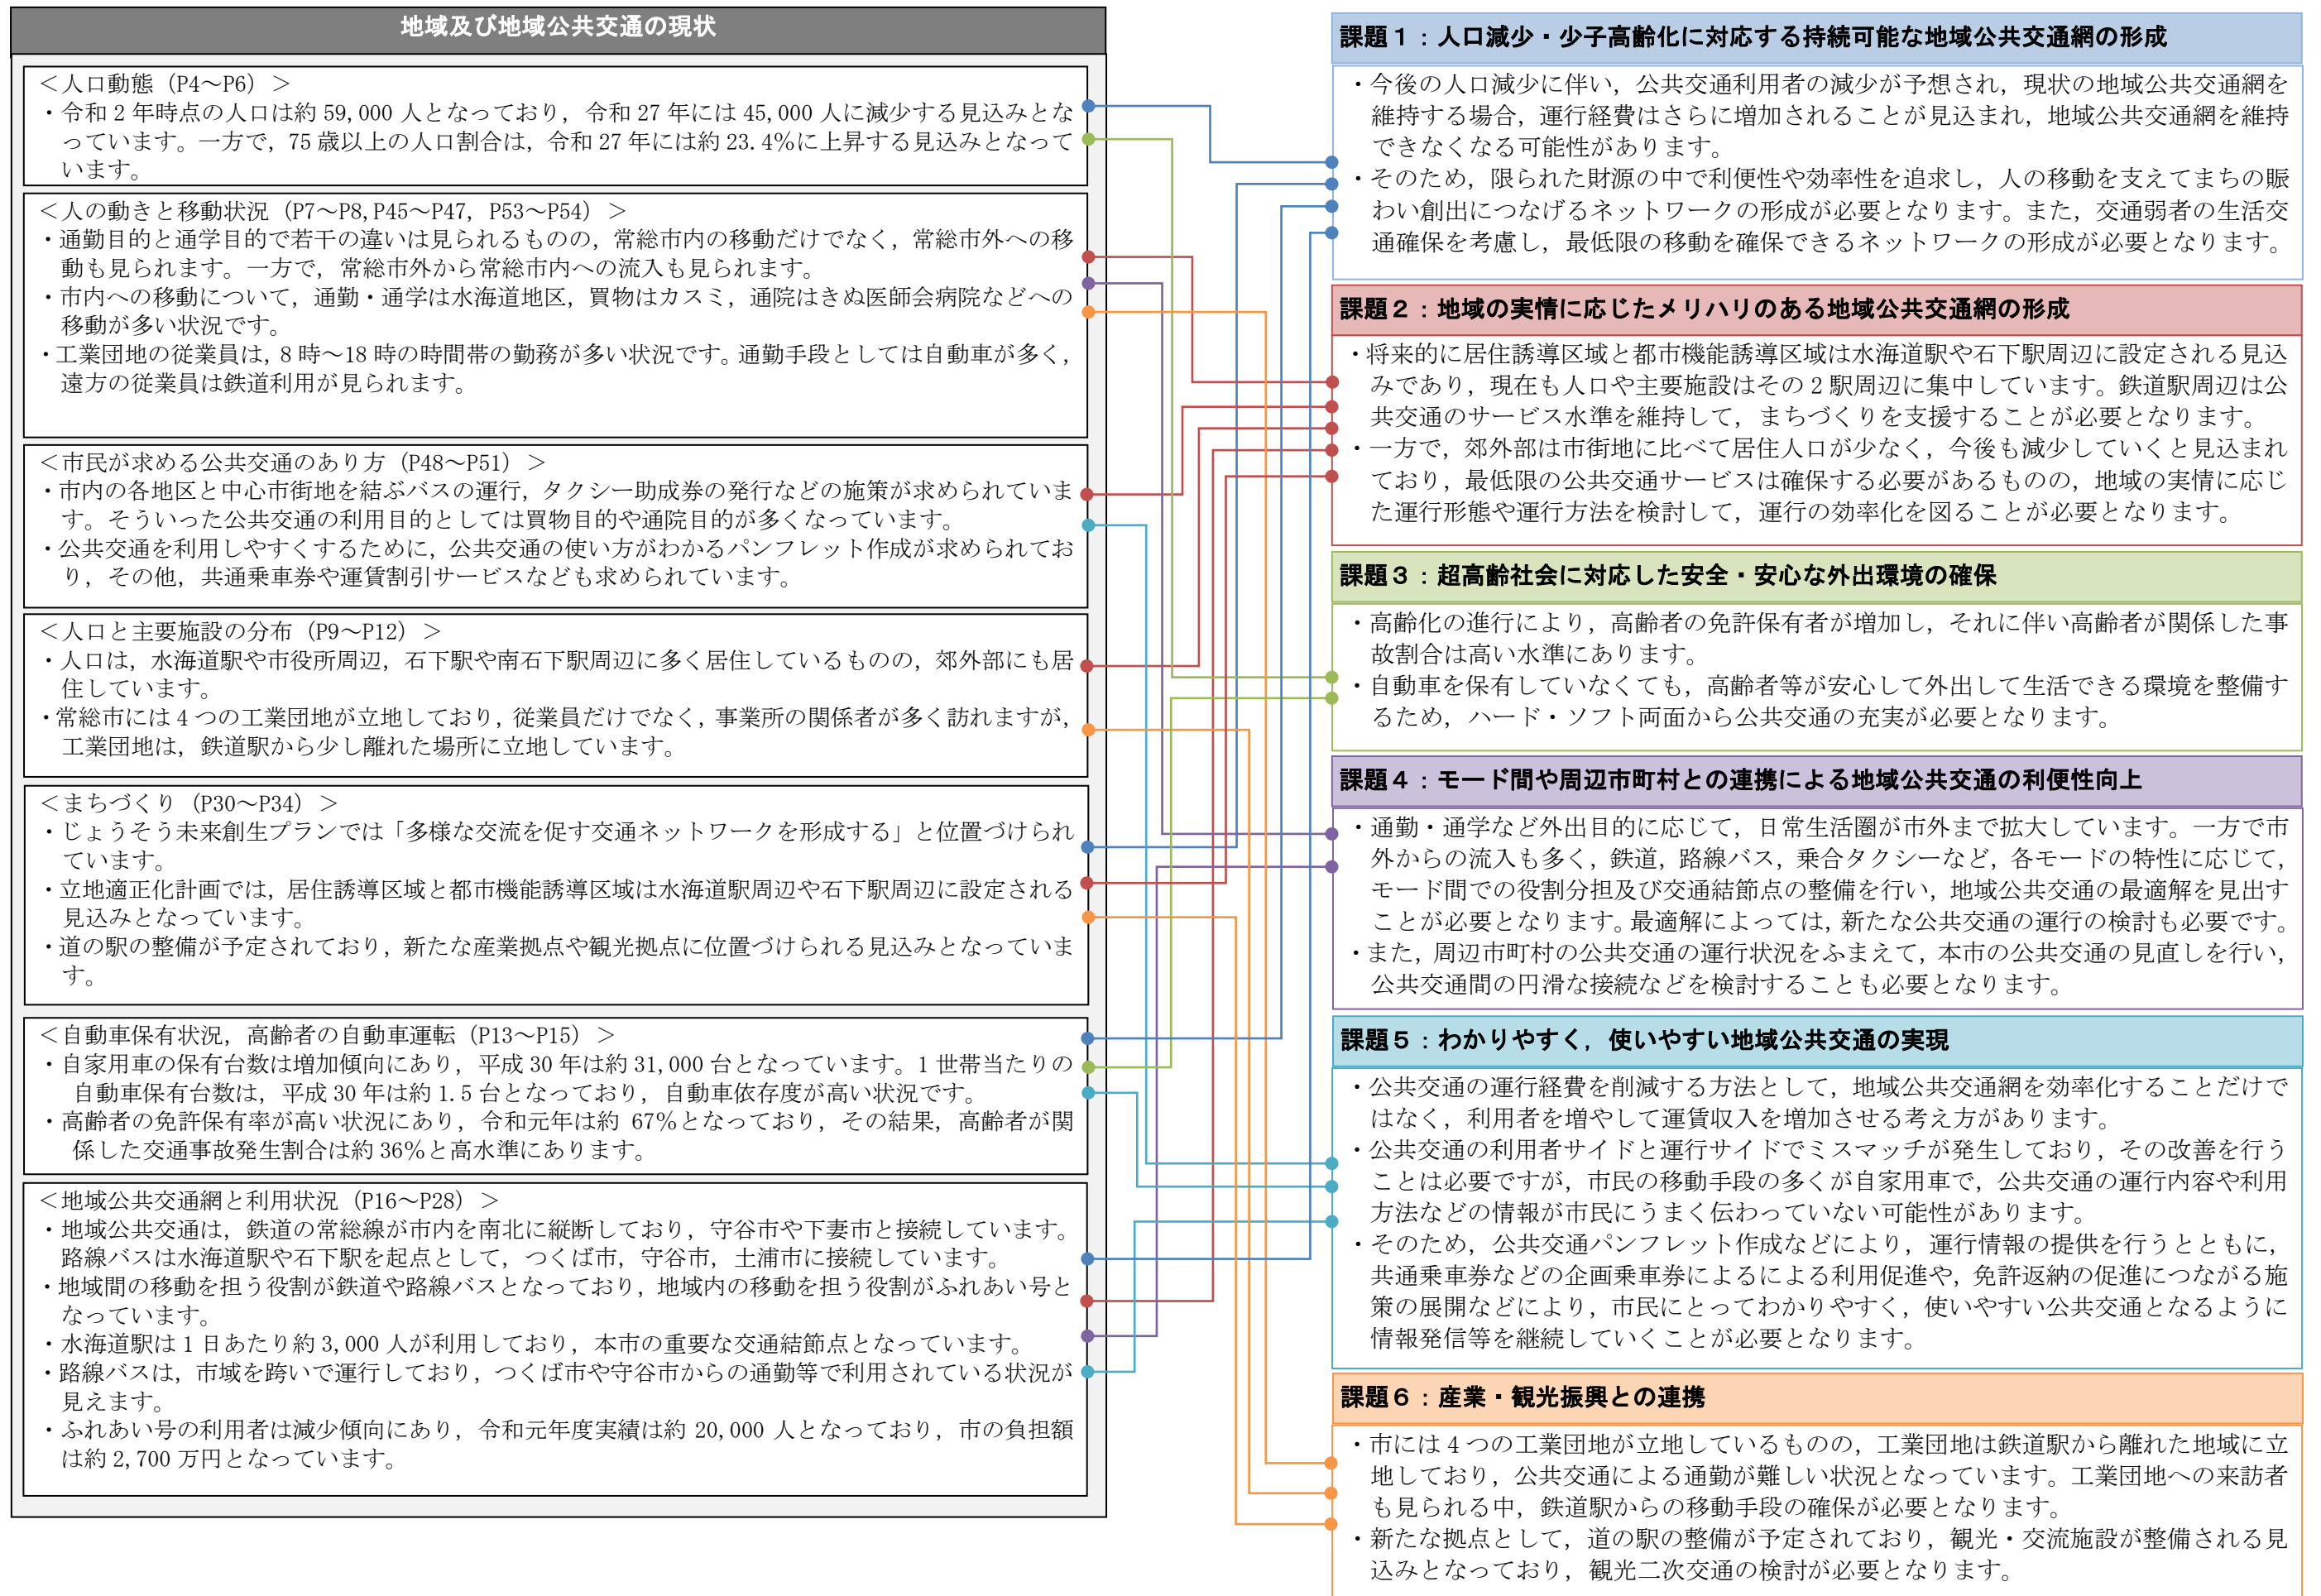 地域及び地域公共交通の現状
＜人口動態（P4～P6）＞
・令和2年時点の人口は約59,000人となっており，令和27年には45,000人に減少する見込みとな
っています。一方で，75歳以上の人口割合は，令和27年には約23.4％に上昇する見込みとなって
います。
＜人の動きと移動状況（P7～P8,P45～P47，P53～P54）＞
・通勤目的と通学目的で若干の違いは見られるものの，常総市内の移動だけでなく，常総市外への移
動も見られます。一方で，常総市外から常総市内への流入も見られます。
・市内への移動について，通勤・通学は水海道地区，買物はカスミ，通院はきぬ医師会病院などへの
移動が多い状況です。
・工業団地の従業員は，8時～18時の時間帯の勤務が多い状況です。通勤手段としては自動車が多く，
遠方の従業員は鉄道利用が見られます。
＜市民が求める公共交通のあり方（P48～P51）＞
・市内の各地区と中心市街地を結ぶバスの運行，タクシー助成券の発行などの施策が求められていま
す。そういった公共交通の利用目的としては買物目的や通院目的が多くなっています。
・公共交通を利用しやすくするために，公共交通の使い方がわかるパンフレット作成が求められてお
り，その他，共通乗車券や運賃割引サービスなども求められています。
＜人口と主要施設の分布（P9～P12）＞
・人口は，水海道駅や市役所周辺，石下駅や南石下駅周辺に多く居住しているものの，郊外部にも居
住しています。
・常総市には4つの工業団地が立地しており，従業員だけでなく，事業所の関係者が多く訪れますが，
工業団地は，鉄道駅から少し離れた場所に立地しています。
＜まちづくり（P30～P34）＞
・じょうそう未来創生プランでは「多様な交流を促す交通ネットワークを形成する」と位置づけられ
ています。
・立地適正化計画では，居住誘導区域と都市機能誘導区域は水海道駅周辺や石下駅周辺に設定される
見込みとなっています。
・道の駅の整備が予定されており，新たな産業拠点や観光拠点に位置づけられる見込みとなっていま
す。
＜自動車保有状況，高齢者の自動車運転（P13～P15）＞
・自家用車の保有台数は増加傾向にあり，平成30年は約31,000台となっています。1世帯当たりの
自動車保有台数は，平成30年は約1.5台となっており，自動車依存度が高い状況です。
・高齢者の免許保有率が高い状況にあり，令和元年は約 67％となっており，その結果，高齢者が関
係した交通事故発生割合は約36％と高水準にあります。
＜地域公共交通網と利用状況（P16～P28）＞
・地域公共交通は，鉄道の常総線が市内を南北に縦断しており，守谷市や下妻市と接続しています。
路線バスは水海道駅や石下駅を起点として，つくば市，守谷市，土浦市に接続しています。
・地域間の移動を担う役割が鉄道や路線バスとなっており，地域内の移動を担う役割がふれあい号と
なっています。
・水海道駅は1日あたり約3,000人が利用しており，本市の重要な交通結節点となっています。
・路線バスは，市域を跨いで運行しており，つくば市や守谷市からの通勤等で利用されている状況が
見えます。
・ふれあい号の利用者は減少傾向にあり，令和元年度実績は約20,000人となっており，市の負担額
は約2,700万円となっています。
課題１：人口減少・少子高齢化に対応する持続可能な地域公共交通網の形成
・今後の人口減少に伴い，公共交通利用者の減少が予想され，現状の地域公共交通網を
維持する場合，運行経費はさらに増加されることが見込まれ，地域公共交通網を維持
できなくなる可能性があります。
・そのため，限られた財源の中で利便性や効率性を追求し，人の移動を支えてまちの賑
わい創出につなげるネットワークの形成が必要となります。また，交通弱者の生活交
通確保を考慮し，最低限の移動を確保できるネットワークの形成が必要となります。
課題２：地域の実情に応じたメリハリのある地域公共交通網の形成
・将来的に居住誘導区域と都市機能誘導区域は水海道駅や石下駅周辺に設定される見込
みであり，現在も人口や主要施設はその2駅周辺に集中しています。鉄道駅周辺は公
共交通のサービス水準を維持して，まちづくりを支援することが必要となります。
・一方で，郊外部は市街地に比べて居住人口が少なく，今後も減少していくと見込まれ
ており，最低限の公共交通サービスは確保する必要があるものの，地域の実情に応じ
た運行形態や運行方法を検討して，運行の効率化を図ることが必要となります。
課題３：超高齢社会に対応した安全・安心な外出環境の確保
・高齢化の進行により，高齢者の免許保有者が増加し，それに伴い高齢者が関係した事
故割合は高い水準にあります。
・自動車を保有していなくても，高齢者等が安心して外出して生活できる環境を整備す
るため，ハード・ソフト両面から公共交通の充実が必要となります。
課題４：モード間や周辺市町村との連携による地域公共交通の利便性向上
・通勤・通学など外出目的に応じて，日常生活圏が市外まで拡大しています。一方で市
外からの流入も多く，鉄道，路線バス，乗合タクシーなど，各モードの特性に応じて，
モード間での役割分担及び交通結節点の整備を行い，地域公共交通の最適解を見出す
ことが必要となります。最適解によっては，新たな公共交通の運行の検討も必要です。
・また，周辺市町村の公共交通の運行状況をふまえて，本市の公共交通の見直しを行い，
公共交通間の円滑な接続などを検討することも必要となります。
課題５：わかりやすく，使いやすい地域公共交通の実現
・公共交通の運行経費を削減する方法として，地域公共交通網を効率化することだけで
はなく，利用者を増やして運賃収入を増加させる考え方があります。
・公共交通の利用者サイドと運行サイドでミスマッチが発生しており，その改善を行う
ことは必要ですが，市民の移動手段の多くが自家用車で，公共交通の運行内容や利用
方法などの情報が市民にうまく伝わっていない可能性があります。
・そのため，公共交通パンフレット作成などにより，運行情報の提供を行うとともに，
共通乗車券などの企画乗車券によるによる利用促進や，免許返納の促進につながる施
策の展開などにより，市民にとってわかりやすく，使いやすい公共交通となるように
情報発信等を継続していくことが必要となります。
課題６：産業・観光振興との連携
・市には4つの工業団地が立地しているものの，工業団地は鉄道駅から離れた地域に立
地しており，公共交通による通勤が難しい状況となっています。工業団地への来訪者
も見られる中，鉄道駅からの移動手段の確保が必要となります。
・新たな拠点として，道の駅の整備が予定されており，観光・交流施設が整備される見
込みとなっており，観光二次交通の検討が必要となります。